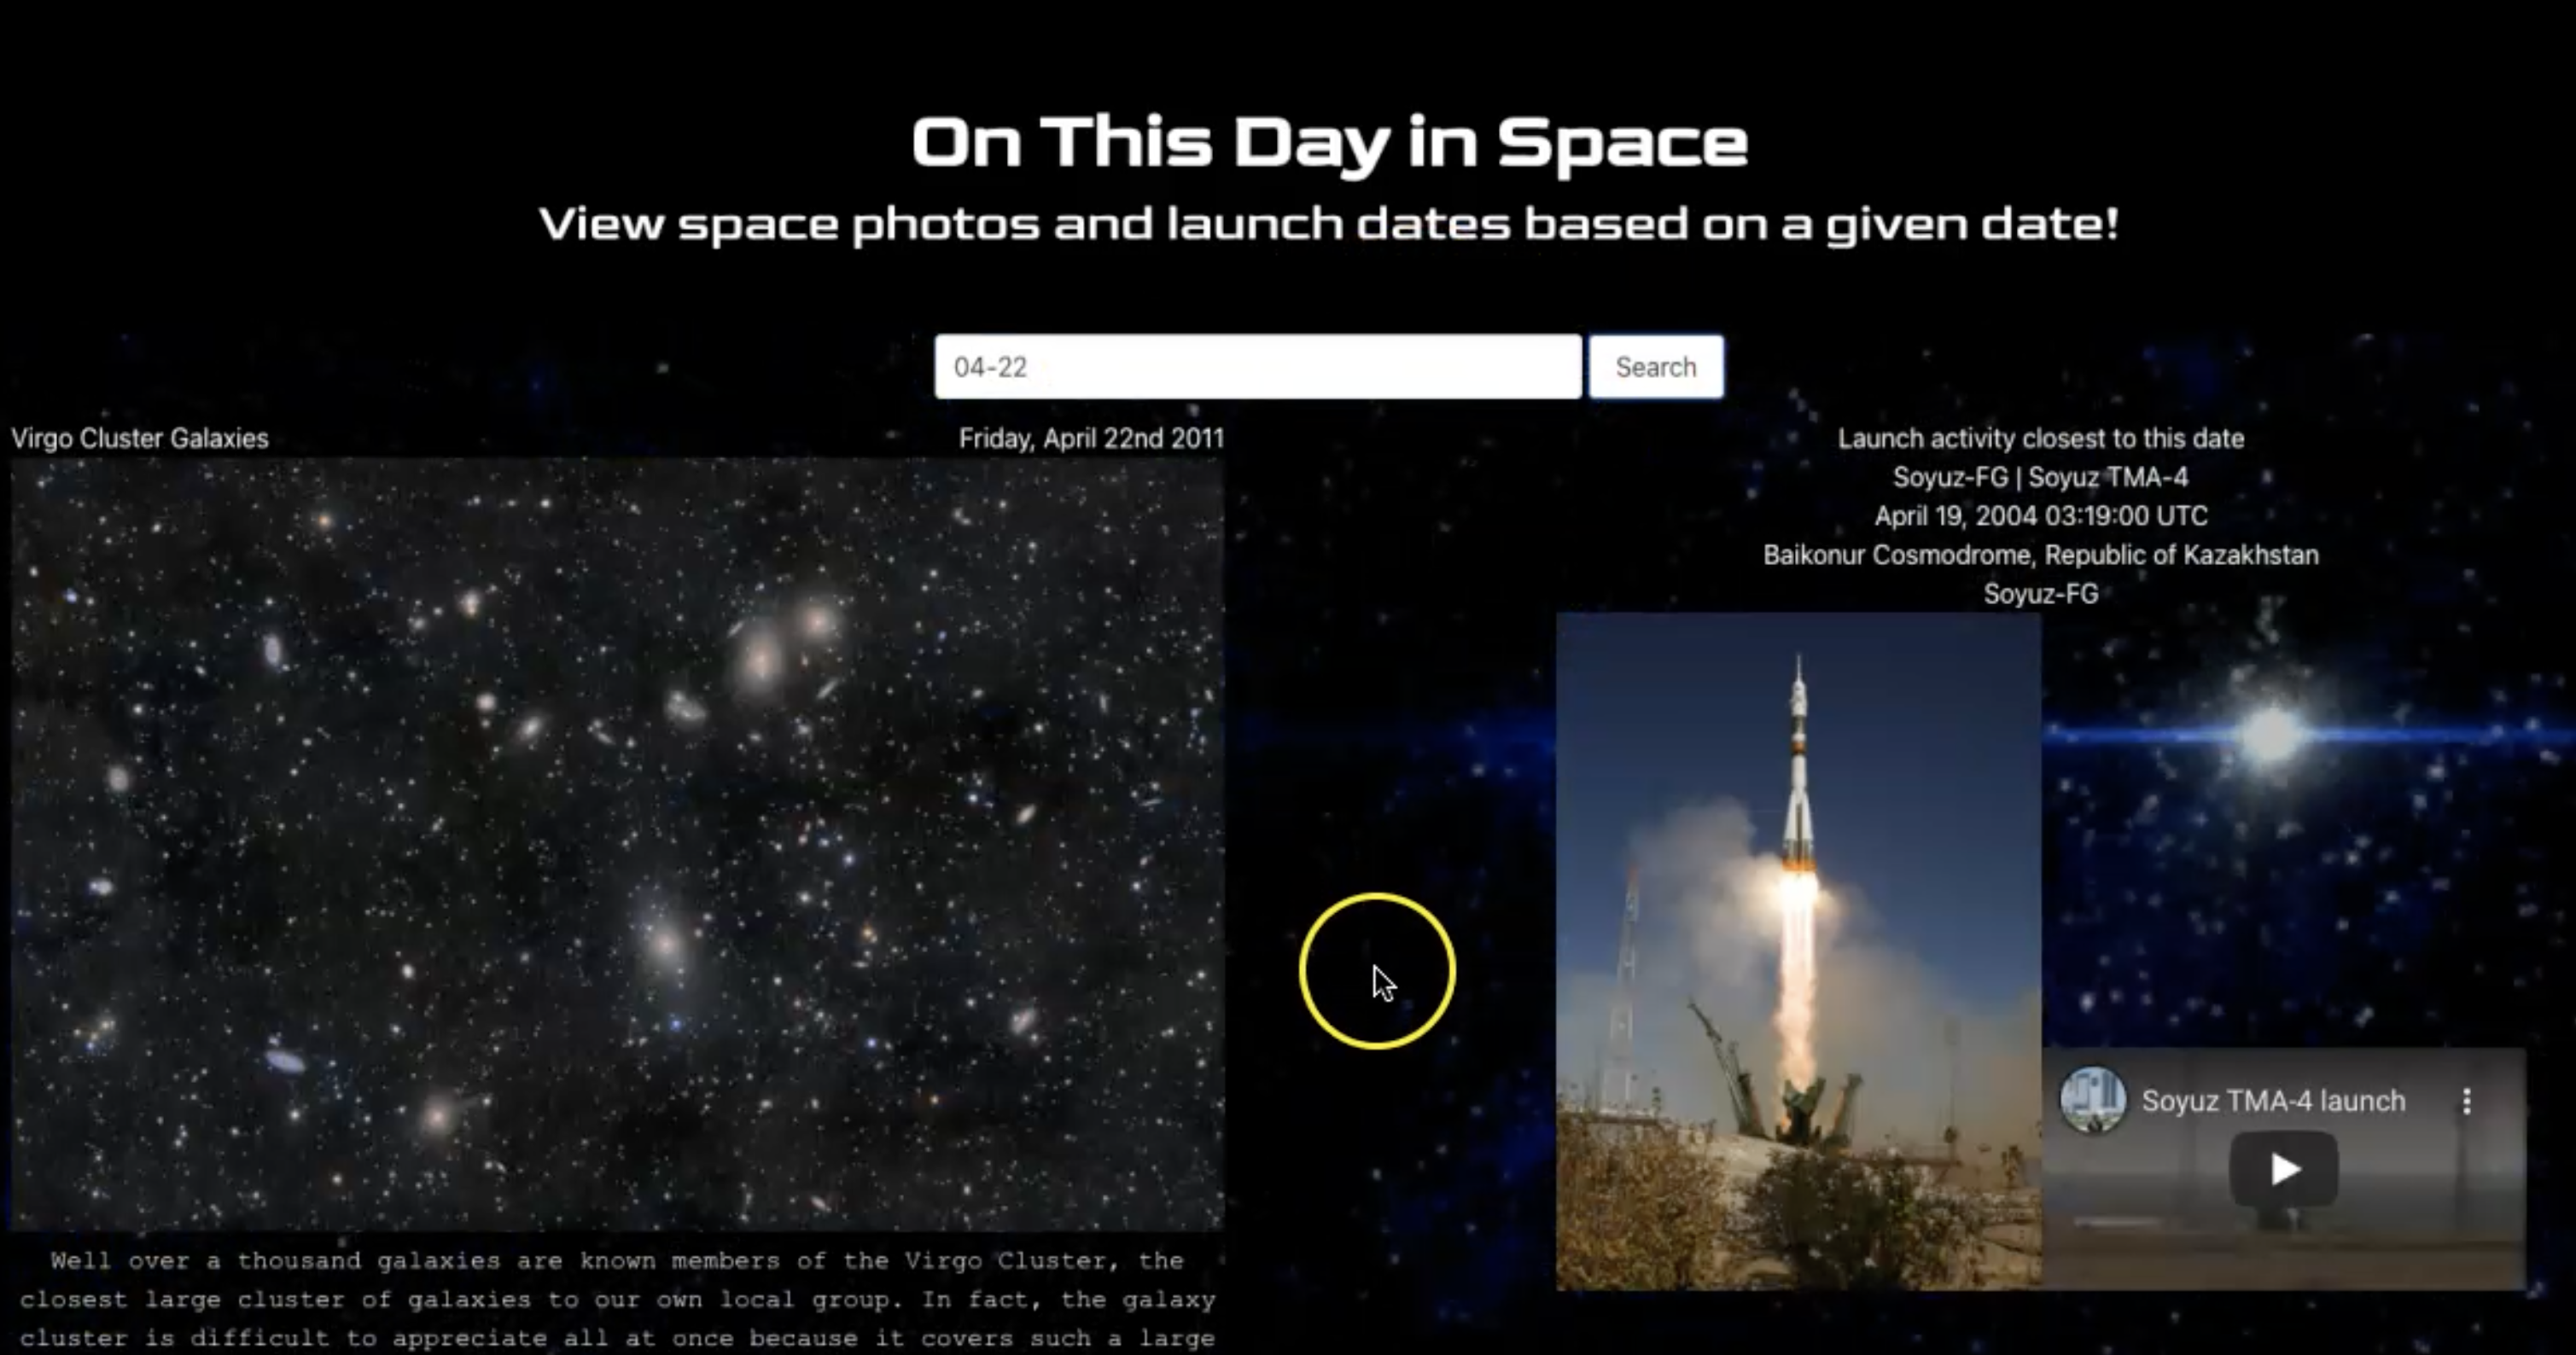 On This Day in Space
View space photos and launch dates based on a given date!
04-22
Search
Virgo Cluster Galaxies
Friday, April 22nd 2011
Well over a thousand galaxies are known members of the Virgo Cluster, the
closest large cluster of galaxies to our own local group. In fact, the galaxy
cluster is difficult to appreciate all at once because it covers such a large
Launch activity closest to this date
Soyuz-FG | Soyuz TMA-4
April 19, 2004 03:19:00 UTC
Baikonur Cosmodrome, Republic of Kazakhstan
Soyuz-FG
Soyuz TMA-4 launch